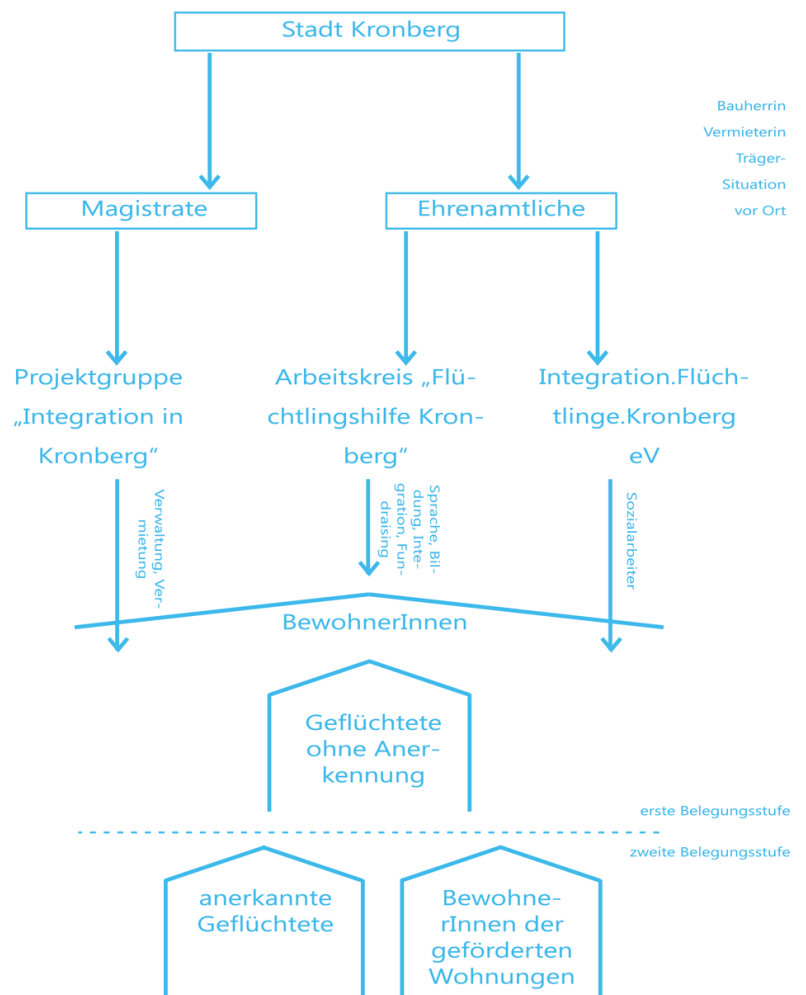 Stadt Kronberg
Bauherrin
Vermieterin
Träger-
Situation
vor Ort
Magistrate
Ehrenamtliche
Projektgruppe
„Integration in
Kronberg“
Arbeitskreis „Flü-
chtlingshilfe Kron-
berg“
Integration.Flüch-
tlinge.Kronberg
eV
Verwaltung, Ver-
mietung
Sprache, Bil-
dung, Inte-
gration, Fun-
draising
Sozialarbeiter
BewohnerInnen
Geflüchtete
ohne Aner-
kennung
erste Belegungsstufe
zweite Belegungsstufe
anerkannte
Geflüchtete
Bewohne-
rInnen der
geförderten
Wohnungen